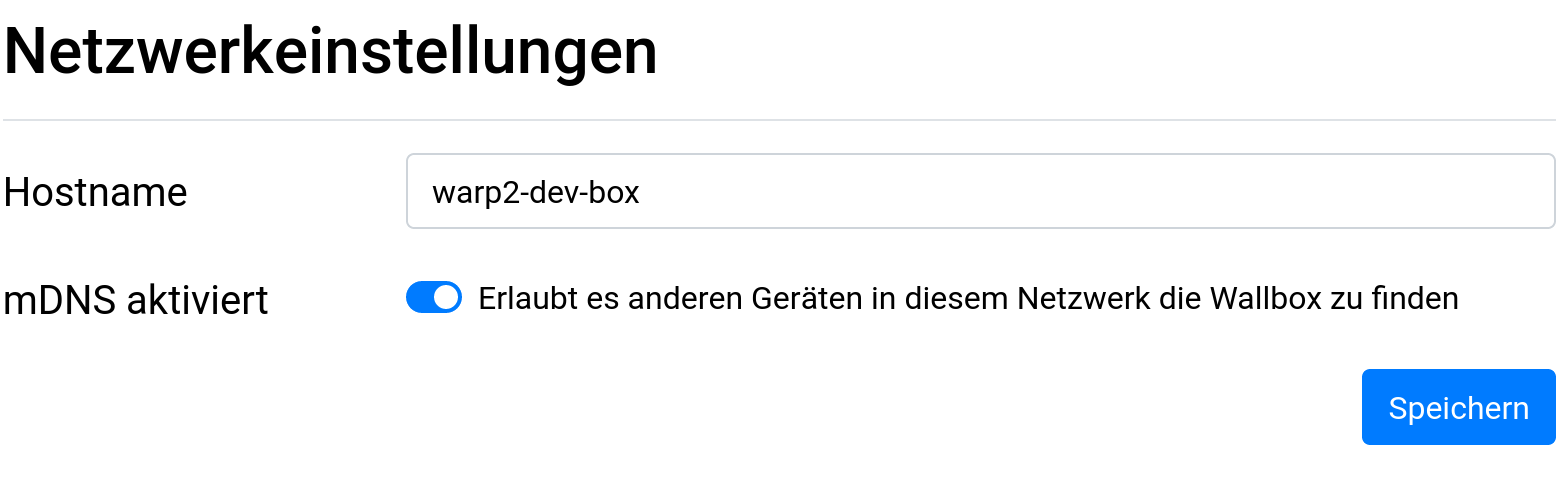 Netzwerkeinstellungen
Hostname
warp2-dev-box
mDNS aktiviert
Erlaubt es anderen Geräten in diesem Netzwerk die Wallbox zu finden
Speichern